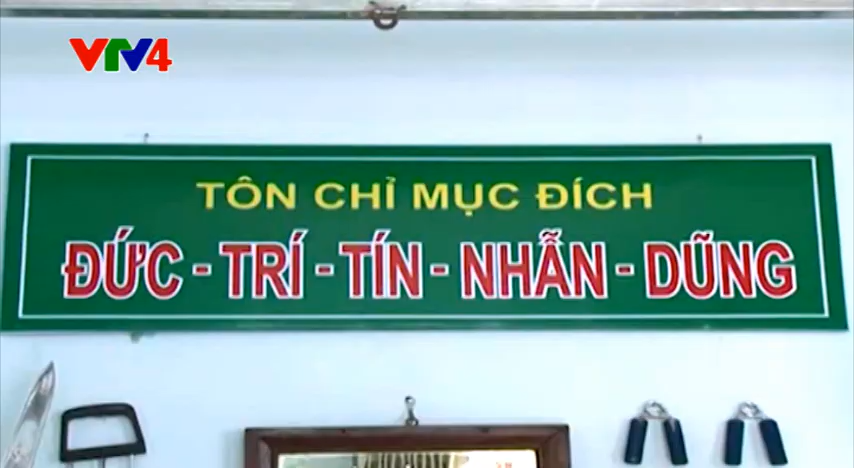 VTV4
TÔN CHỈ MỤC ĐÍCH
ĐỨC - TRÍ - TÍN - NHẪN - DŨNG